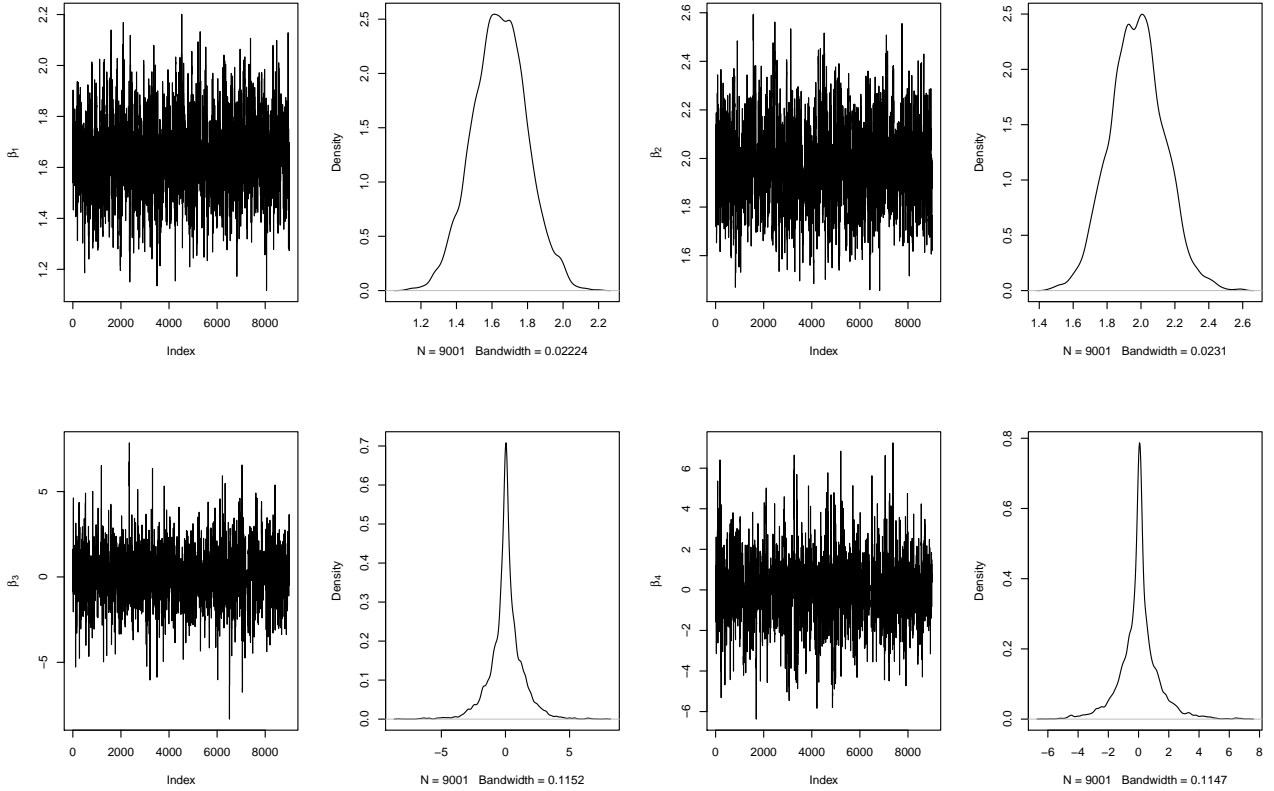 β1
1.2 1.4 1.6 1.8 2.0 2.2
0 2000 4000 6000 8000
Index
Density
0.0 0.5 1.0 1.5 2.0 2.5
1.2 1.4 1.6 1.8 2.0 2.2
N = 9001 Bandwidth = 0.02224
β2
1.6 1.8 2.0 2.2 2.4 2.6
0 2000 4000 6000 8000
Index
Density
0.0 0.5 1.0 1.5 2.0 2.5
1.4 1.6 1.8 2.0 2.2 2.4 2.6
N = 9001 Bandwidth = 0.0231
β3
−5 0 5
0 2000 4000 6000 8000
Index
Density
0.0 0.1 0.2 0.3 0.4 0.5 0.6 0.7
−5 0 5
N = 9001 Bandwidth = 0.1152
β4
−6 −4 −2 0 2 4 6
0 2000 4000 6000 8000
Index
Density
0.0 0.2 0.4 0.6 0.8
−6 −4 −2 0 2 4 6 8
N = 9001 Bandwidth = 0.1147